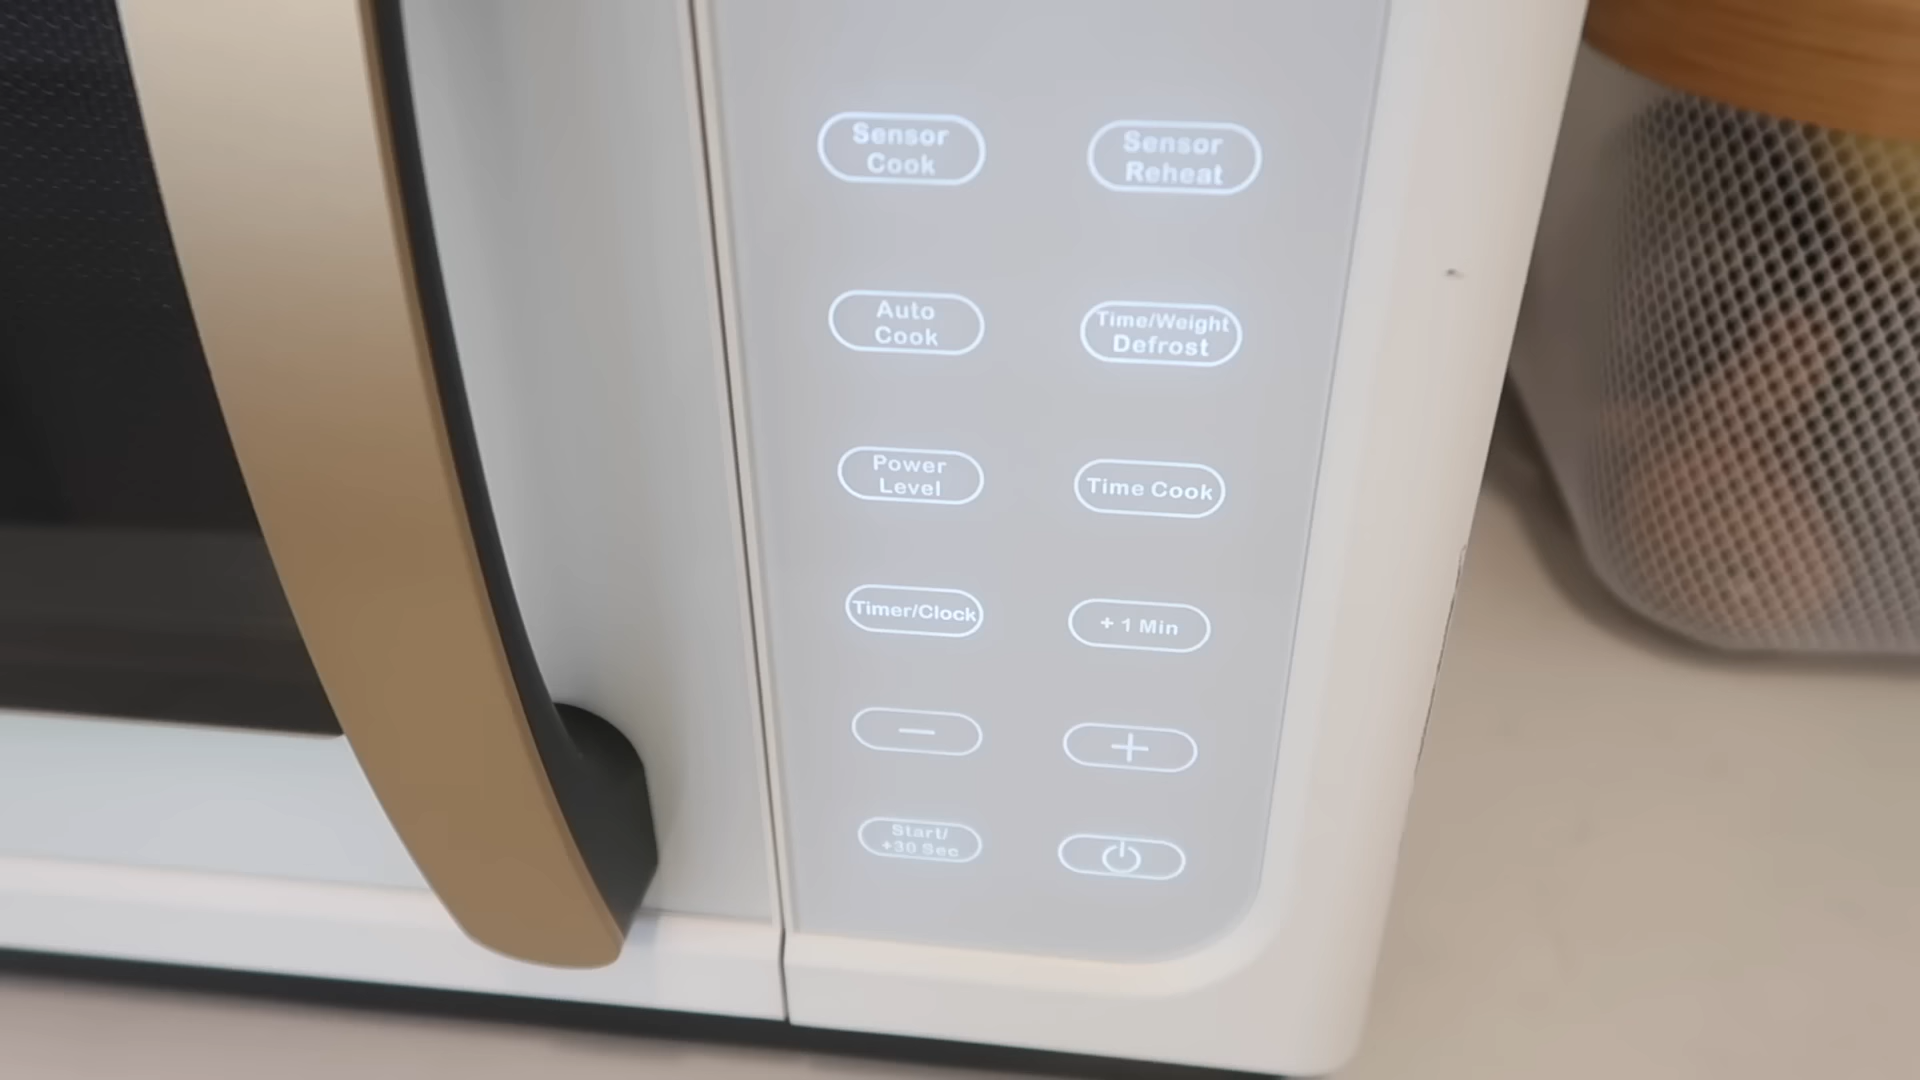 Sensor
Cook
Sensor
Reheat
Auto
Cook
Time/Weight
Defrost
Power
Level
Time Cook
Timer/Clock
+ 1 Min
−
+
Start/
+30 Sec